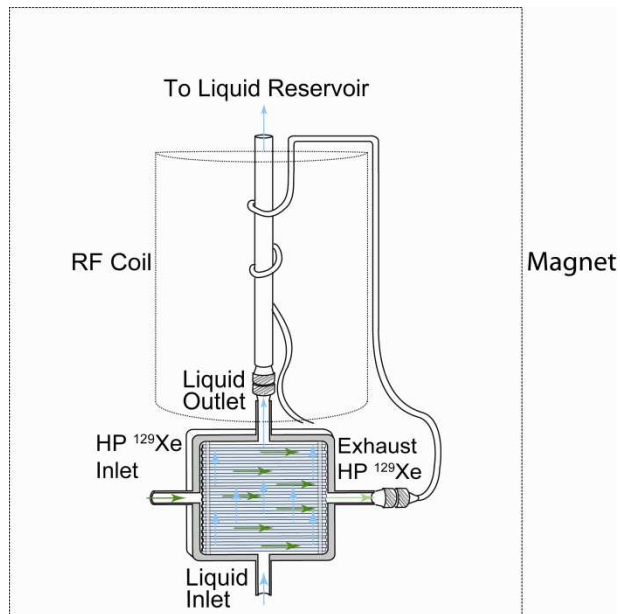 To Liquid Reservoir
RF Coil
Magnet
Liquid
Outlet
HP ¹²⁹Xe
Inlet
Exhaust
HP ¹²⁹Xe
Liquid
Inlet